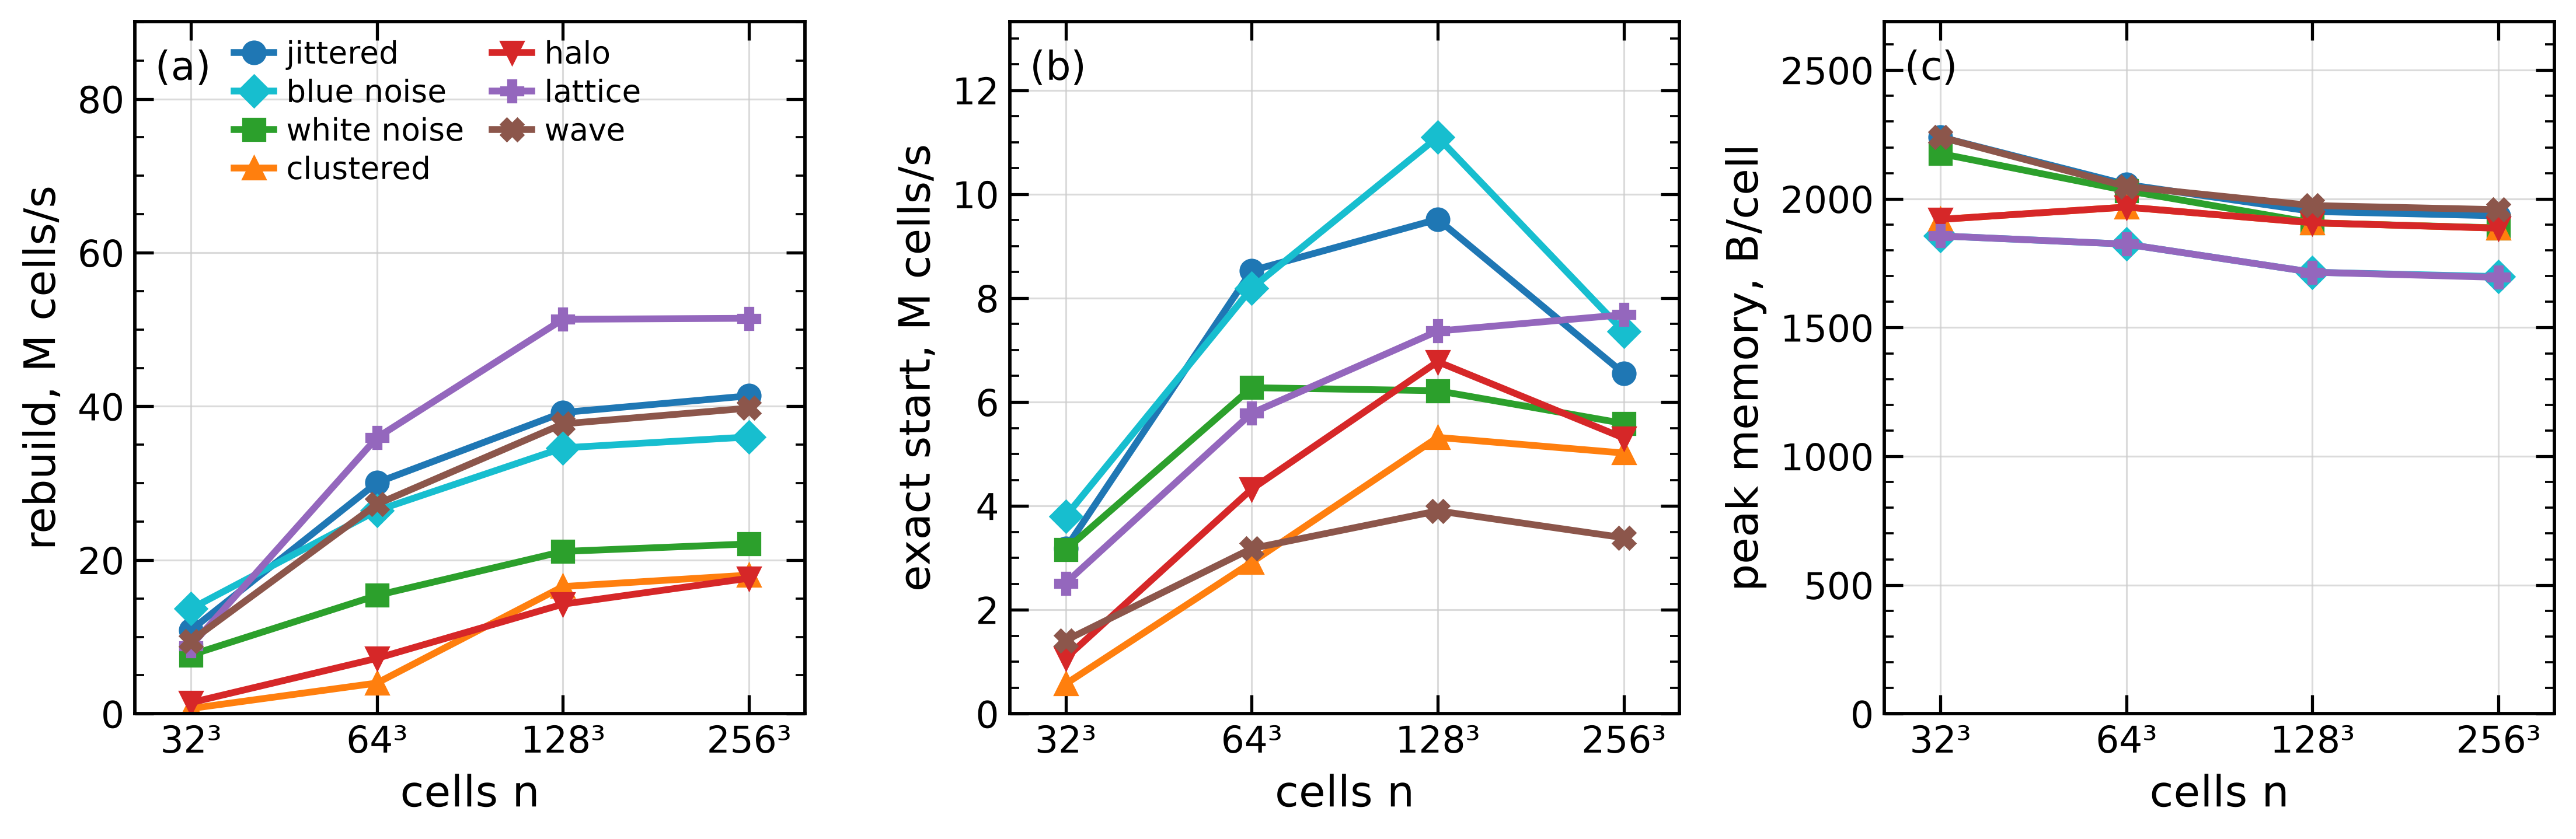 (a)
jittered
blue noise
white noise
clustered
halo
lattice
wave
rebuild, M cells/s
80
60
40
20
0
32³ 64³ 128³ 256³
cells n
(b)
exact start, M cells/s
12
10
8
6
4
2
0
32³ 64³ 128³ 256³
cells n
(c)
peak memory, B/cell
2500
2000
1500
1000
500
0
32³ 64³ 128³ 256³
cells n